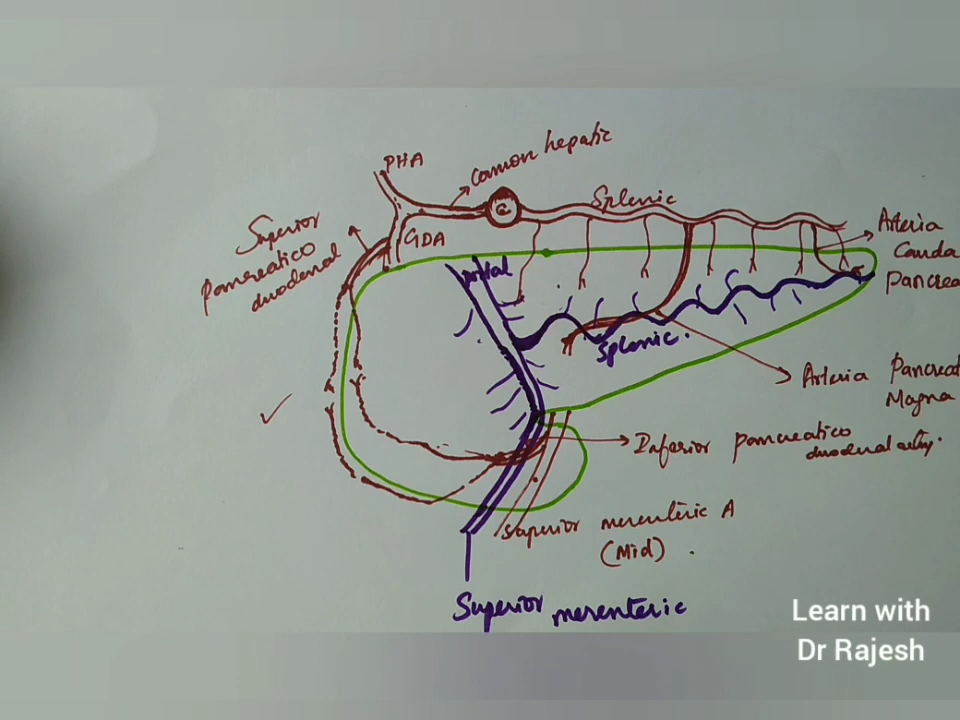 PHA
Common hepatic
Splenic
C
Superior
pancreatico
duodenal
GDA
Arteria
Cauda
Pancrea
Portal
Splenic.
Arteria Pancreat
Magna
Inferior pancreatico
duodenal artery.
Superior mesenteric A
(Mid) .
Superior mesenteric
Learn with
Dr Rajesh